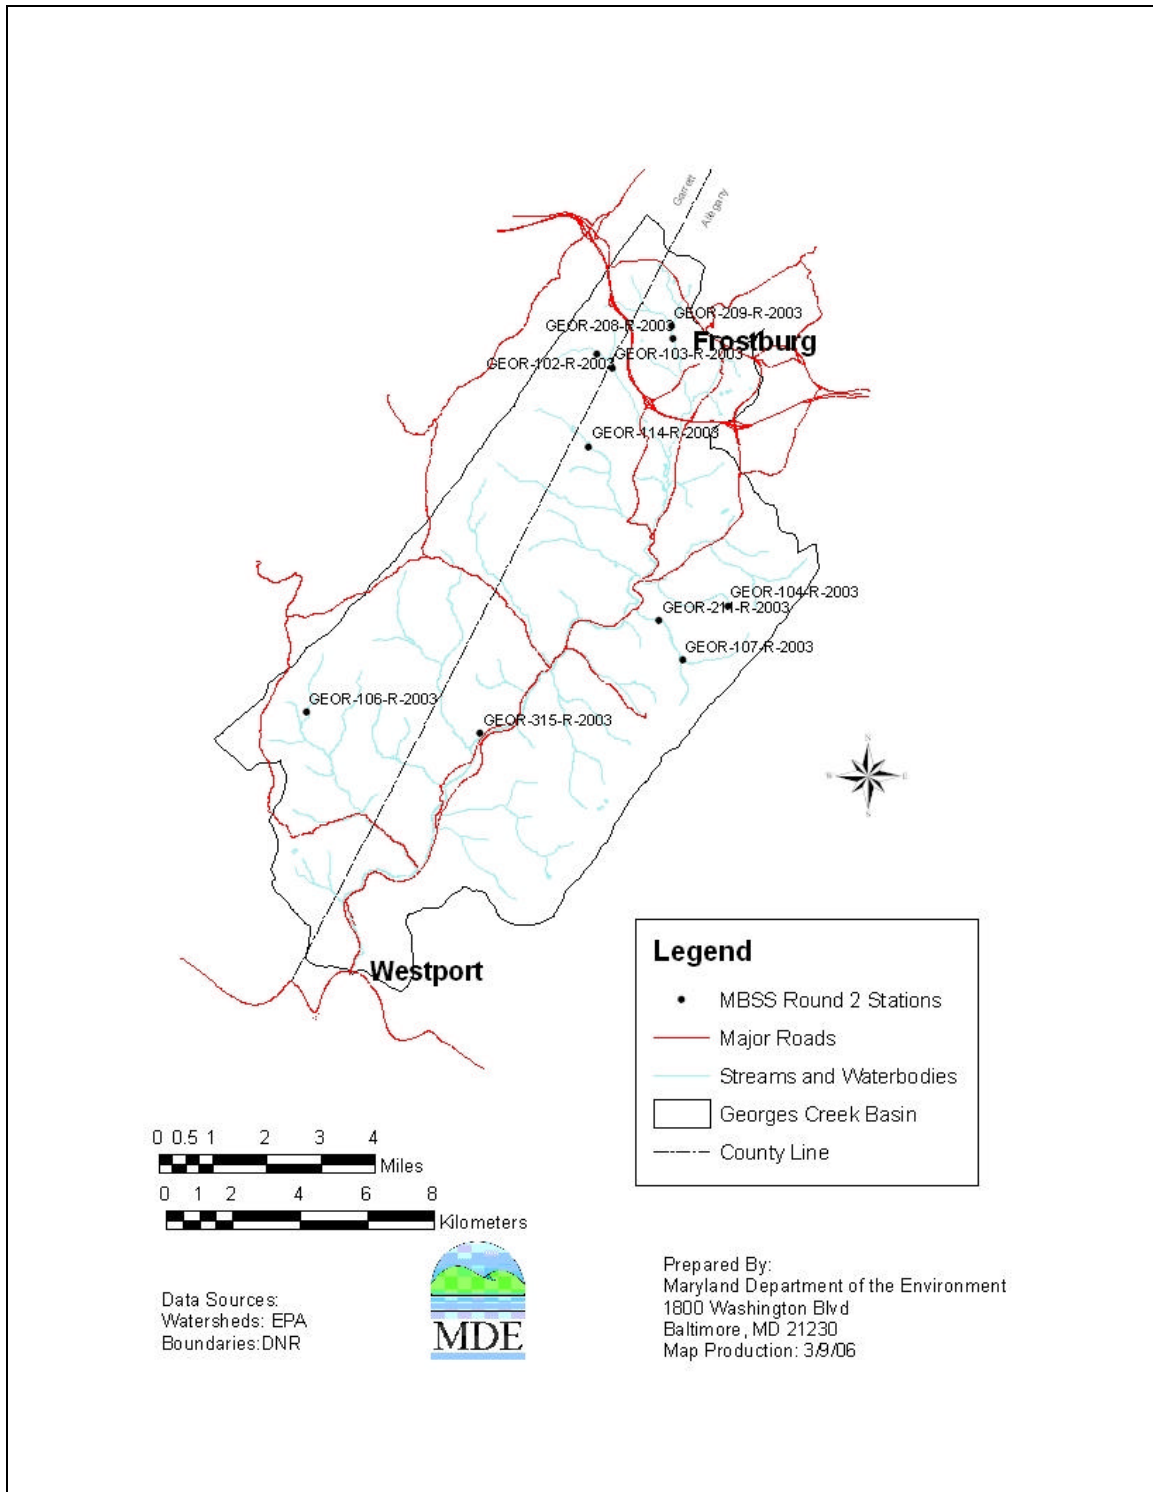 Garrett
Allegany
GEOR-209-R-2003
GEOR-208-R-2003
Frostburg
GEOR-103-R-2003
GEOR-102-R-2003
GEOR-114-R-2003
GEOR-104-R-2003
GEOR-211-R-2003
GEOR-107-R-2003
GEOR-106-R-2003
GEOR-315-R-2003
N
W
E
S
Westport
Legend
MBSS Round 2 Stations
Major Roads
Streams and Waterbodies
Georges Creek Basin
County Line
0 0.5 1 2 3 4
Miles
0 1 2 4 6 8
Kilometers
MDE
Data Sources:
Watersheds: EPA
Boundaries:DNR
Prepared By:
Maryland Department of the Environment
1800 Washington Blvd
Baltimore, MD 21230
Map Production: 3/9/06